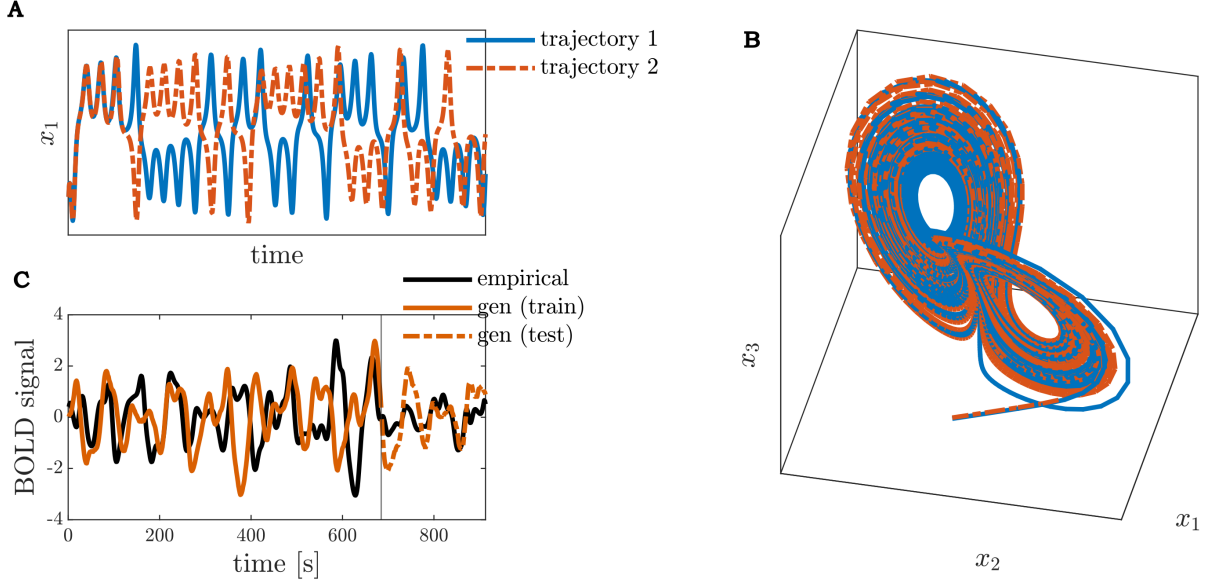 A
trajectory 1
trajectory 2
x₁
time
B
x₃
x₂
x₁
C
empirical
gen (train)
gen (test)
BOLD signal
4
2
0
-2
-4
0
200
400
600
800
time [s]